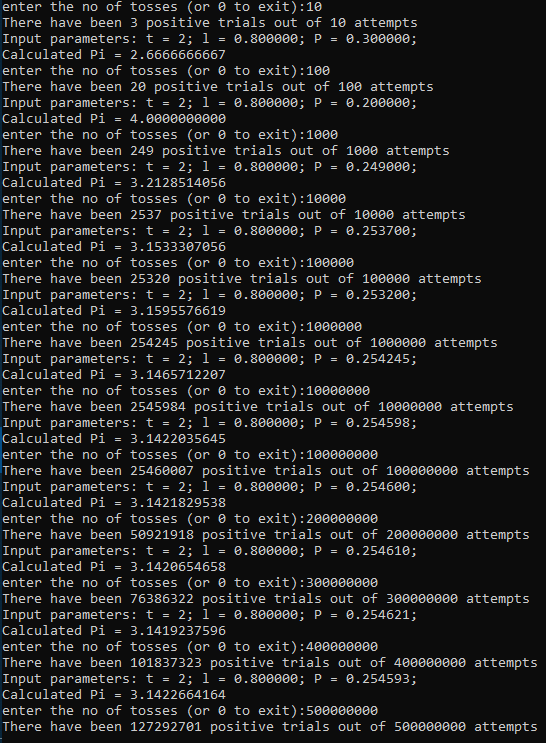 enter the no of tosses (or 0 to exit):10
There have been 3 positive trials out of 10 attempts
Input parameters: t = 2; l = 0.800000; P = 0.300000;
Calculated Pi = 2.6666666667
enter the no of tosses (or 0 to exit):100
There have been 20 positive trials out of 100 attempts
Input parameters: t = 2; l = 0.800000; P = 0.200000;
Calculated Pi = 4.0000000000
enter the no of tosses (or 0 to exit):1000
There have been 249 positive trials out of 1000 attempts
Input parameters: t = 2; l = 0.800000; P = 0.249000;
Calculated Pi = 3.2128514056
enter the no of tosses (or 0 to exit):10000
There have been 2537 positive trials out of 10000 attempts
Input parameters: t = 2; l = 0.800000; P = 0.253700;
Calculated Pi = 3.1533307056
enter the no of tosses (or 0 to exit):100000
There have been 25320 positive trials out of 100000 attempts
Input parameters: t = 2; l = 0.800000; P = 0.253200;
Calculated Pi = 3.1595576619
enter the no of tosses (or 0 to exit):1000000
There have been 254245 positive trials out of 1000000 attempts
Input parameters: t = 2; l = 0.800000; P = 0.254245;
Calculated Pi = 3.1465712207
enter the no of tosses (or 0 to exit):10000000
There have been 2545984 positive trials out of 10000000 attempts
Input parameters: t = 2; l = 0.800000; P = 0.254598;
Calculated Pi = 3.1422035645
enter the no of tosses (or 0 to exit):100000000
There have been 25460007 positive trials out of 100000000 attempts
Input parameters: t = 2; l = 0.800000; P = 0.254600;
Calculated Pi = 3.1421829538
enter the no of tosses (or 0 to exit):200000000
There have been 50921918 positive trials out of 200000000 attempts
Input parameters: t = 2; l = 0.800000; P = 0.254610;
Calculated Pi = 3.1420654658
enter the no of tosses (or 0 to exit):300000000
There have been 76386322 positive trials out of 300000000 attempts
Input parameters: t = 2; l = 0.800000; P = 0.254621;
Calculated Pi = 3.1419237596
enter the no of tosses (or 0 to exit):400000000
There have been 101837323 positive trials out of 400000000 attempts
Input parameters: t = 2; l = 0.800000; P = 0.254593;
Calculated Pi = 3.1422664164
enter the no of tosses (or 0 to exit):500000000
There have been 127292701 positive trials out of 500000000 attempts